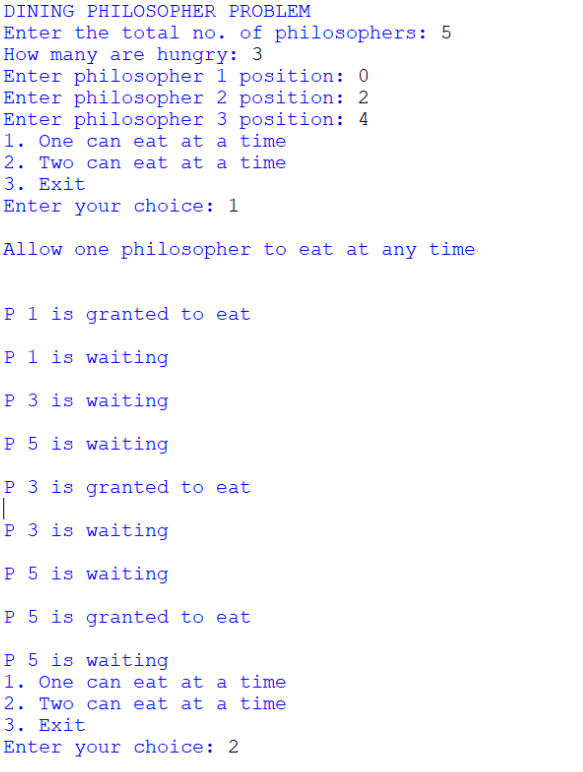 DINING PHILOSOPHER PROBLEM
Enter the total no. of philosophers: 5
How many are hungry: 3
Enter philosopher 1 position: 0
Enter philosopher 2 position: 2
Enter philosopher 3 position: 4
1. One can eat at a time
2. Two can eat at a time
3. Exit
Enter your choice: 1
Allow one philosopher to eat at any time
P 1 is granted to eat
P 1 is waiting
P 3 is waiting
P 5 is waiting
P 3 is granted to eat
P 3 is waiting
P 5 is waiting
P 5 is granted to eat
P 5 is waiting
1. One can eat at a time
2. Two can eat at a time
3. Exit
Enter your choice: 2